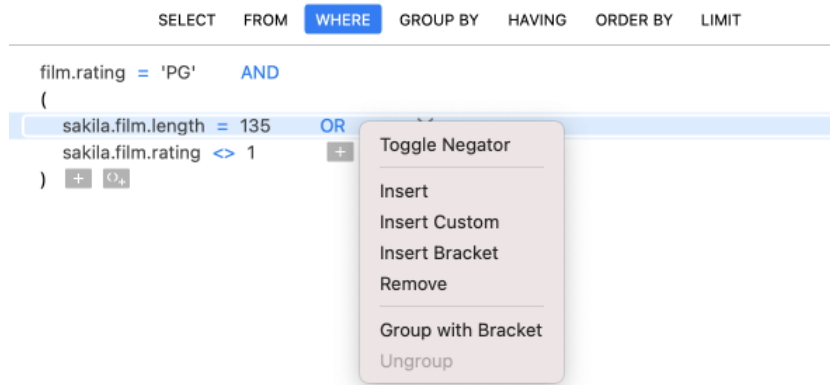 SELECT FROM WHERE GROUP BY HAVING ORDER BY LIMIT
film.rating = 'PG' AND
(
sakila.film.length = 135 OR
sakila.film.rating <> 1 +
) + ()+
Toggle Negator
Insert
Insert Custom
Insert Bracket
Remove
Group with Bracket
Ungroup